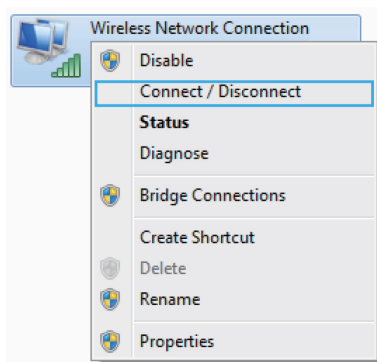 Wireless Network Connection
Disable
Connect / Disconnect
Status
Diagnose
Bridge Connections
Create Shortcut
Delete
Rename
Properties